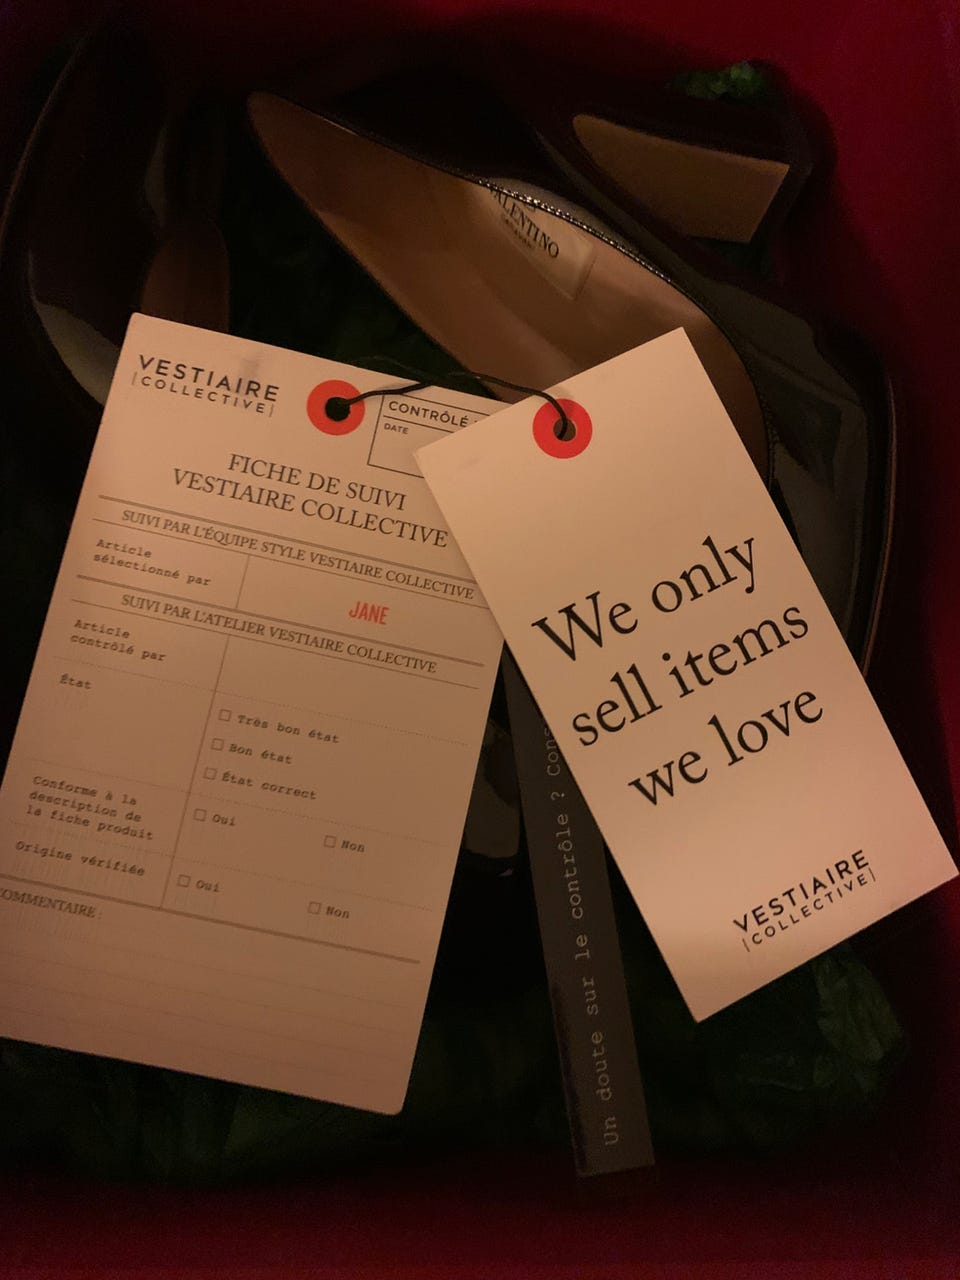 VALENTINO
VESTIAIRE
|COLLECTIVE|
CONTRÔLÉ
DATE
FICHE DE SUIVI
VESTIAIRE COLLECTIVE
SUIVI PAR L'ÉQUIPE STYLE VESTIAIRE COLLECTIVE
Article
sélectionné par
JANE
SUIVI PAR L'ATELIER VESTIAIRE COLLECTIVE
Article
contrôlé par
État
☐ Très bon état
☐ Bon état
☐ État correct
Conforme à la
description de
la fiche produit
☐ Oui ☐ Non
Origine vérifiée
☐ Oui ☐ Non
COMMENTAIRE :
We only
sell items
we love
VESTIAIRE
|COLLECTIVE|
Un doute sur le contrôle ? Cons